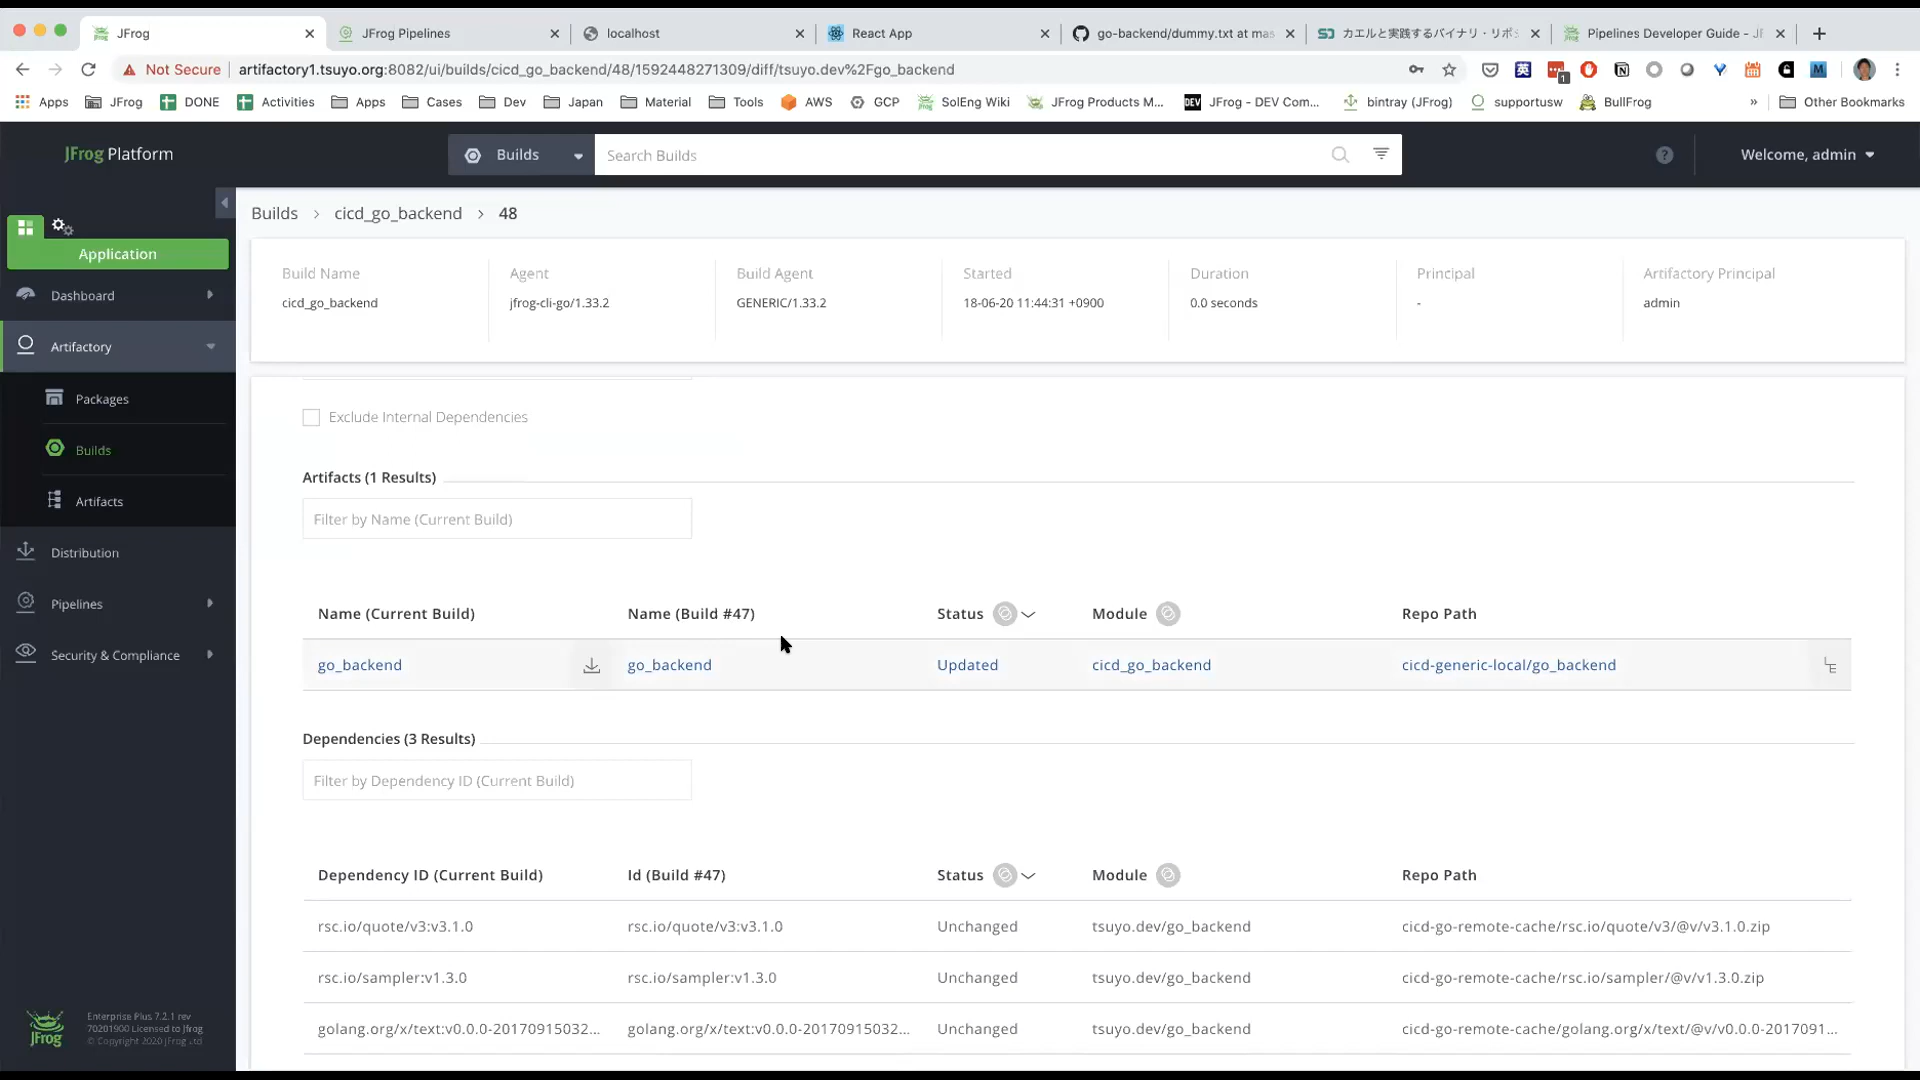 JFrog
JFrog Pipelines
localhost
React App
go-backend/dummy.txt at mas
カエルと実践するバイナリ・リポジ
Pipelines Developer Guide - JF
Not Secure
artifactory1.tsuyo.org:8082/ui/builds/cicd_go_backend/48/1592448271309/diff/tsuyo.dev%2Fgo_backend
英
1
M
Apps
JFrog
DONE
Activities
Apps
Cases
Dev
Japan
Material
Tools
AWS
GCP
SolEng Wiki
JFrog Products M...
DEV
JFrog - DEV Com...
bintray (JFrog)
supportusw
BullFrog
»
Other Bookmarks
JFrog Platform
Builds
Search Builds
?
Welcome, admin
Application
Dashboard
Artifactory
Packages
Builds
Artifacts
Distribution
Pipelines
Security & Compliance
JFrog
Enterprise Plus 7.2.1 rev
70201900 Licensed to Jfrog
© Copyright 2020 JFrog Ltd
Builds > cicd_go_backend > 48
Build Name
cicd_go_backend
Agent
jfrog-cli-go/1.33.2
Build Agent
GENERIC/1.33.2
Started
18-06-20 11:44:31 +0900
Duration
0.0 seconds
Principal
-
Artifactory Principal
admin
Exclude Internal Dependencies
Artifacts (1 Results)
Filter by Name (Current Build)
Name (Current Build) Name (Build #47) Status Module Repo Path
go_backend go_backend Updated cicd_go_backend cicd-generic-local/go_backend
Dependencies (3 Results)
Filter by Dependency ID (Current Build)
Dependency ID (Current Build) Id (Build #47) Status Module Repo Path
rsc.io/quote/v3:v3.1.0 rsc.io/quote/v3:v3.1.0 Unchanged tsuyo.dev/go_backend cicd-go-remote-cache/rsc.io/quote/v3/@v/v3.1.0.zip
rsc.io/sampler:v1.3.0 rsc.io/sampler:v1.3.0 Unchanged tsuyo.dev/go_backend cicd-go-remote-cache/rsc.io/sampler/@v/v1.3.0.zip
golang.org/x/text:v0.0.0-20170915032... golang.org/x/text:v0.0.0-20170915032... Unchanged tsuyo.dev/go_backend cicd-go-remote-cache/golang.org/x/text/@v/v0.0.0-2017091...